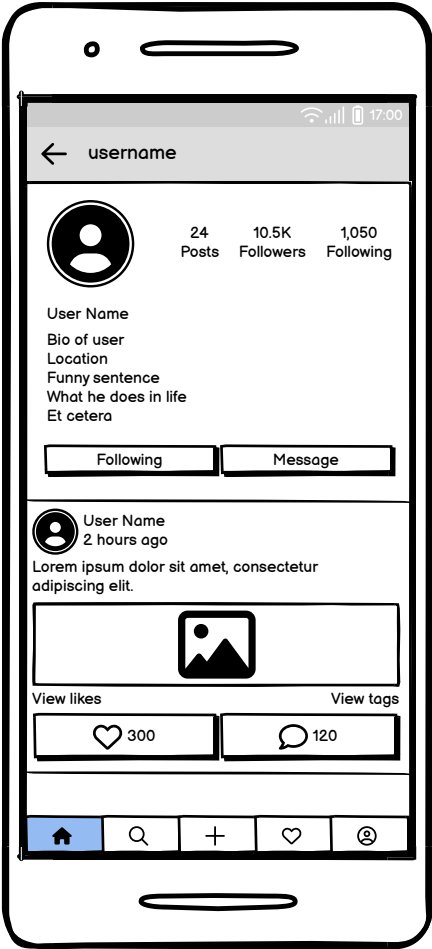 17:00
username
24 10.5K 1,050
Posts Followers Following
User Name
Bio of user
Location
Funny sentence
What he does in life
Et cetera
Following Message
User Name
2 hours ago
Lorem ipsum dolor sit amet, consectetur
adipiscing elit.
View likes View tags
300 120